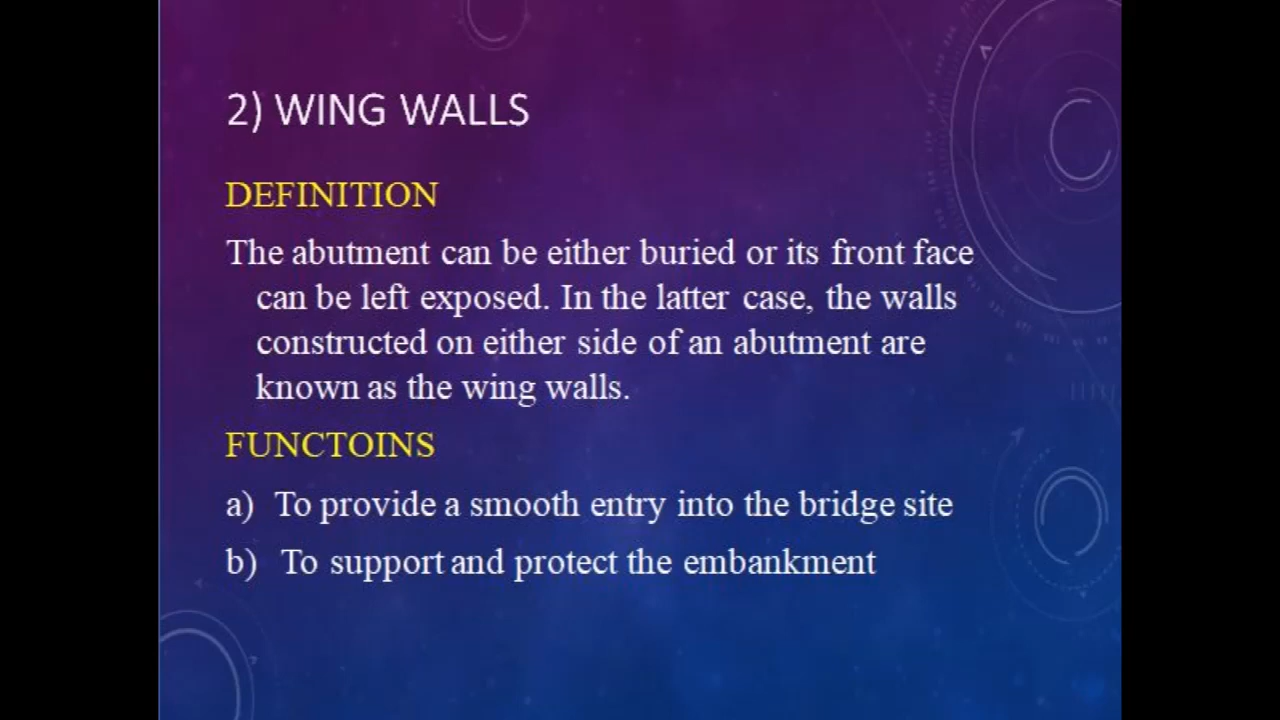 2) WING WALLS
DEFINITION
The abutment can be either buried or its front face
can be left exposed. In the latter case, the walls
constructed on either side of an abutment are
known as the wing walls.
FUNCTOINS
a) To provide a smooth entry into the bridge site
b) To support and protect the embankment